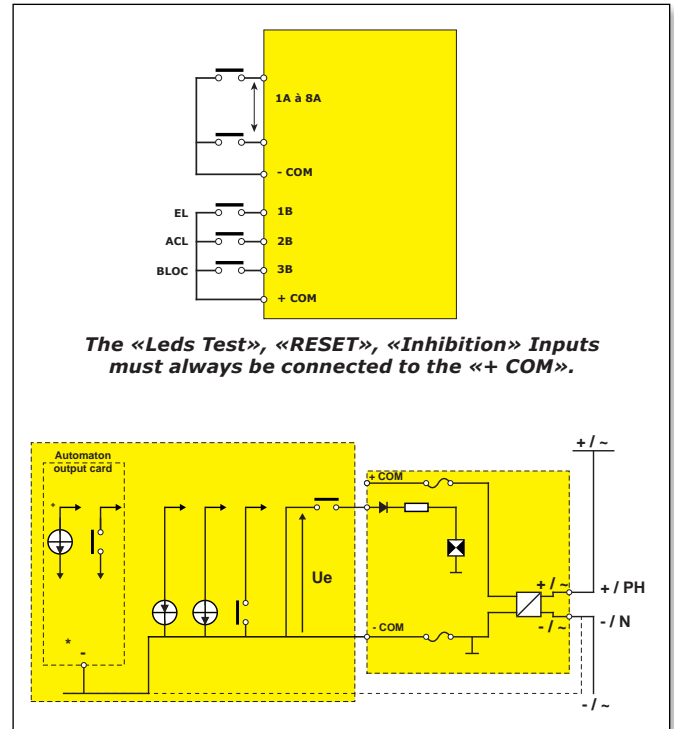 1A à 8A
- COM
EL 1B
ACL 2B
BLOC 3B
+ COM
The «Leds Test», «RESET», «Inhibition» Inputs
must always be connected to the «+ COM».
+ / ~
Automaton
output card
+ COM
*
Ue
+ / ~
+ / PH
- / ~
- / N
- COM
*
-
- / ~